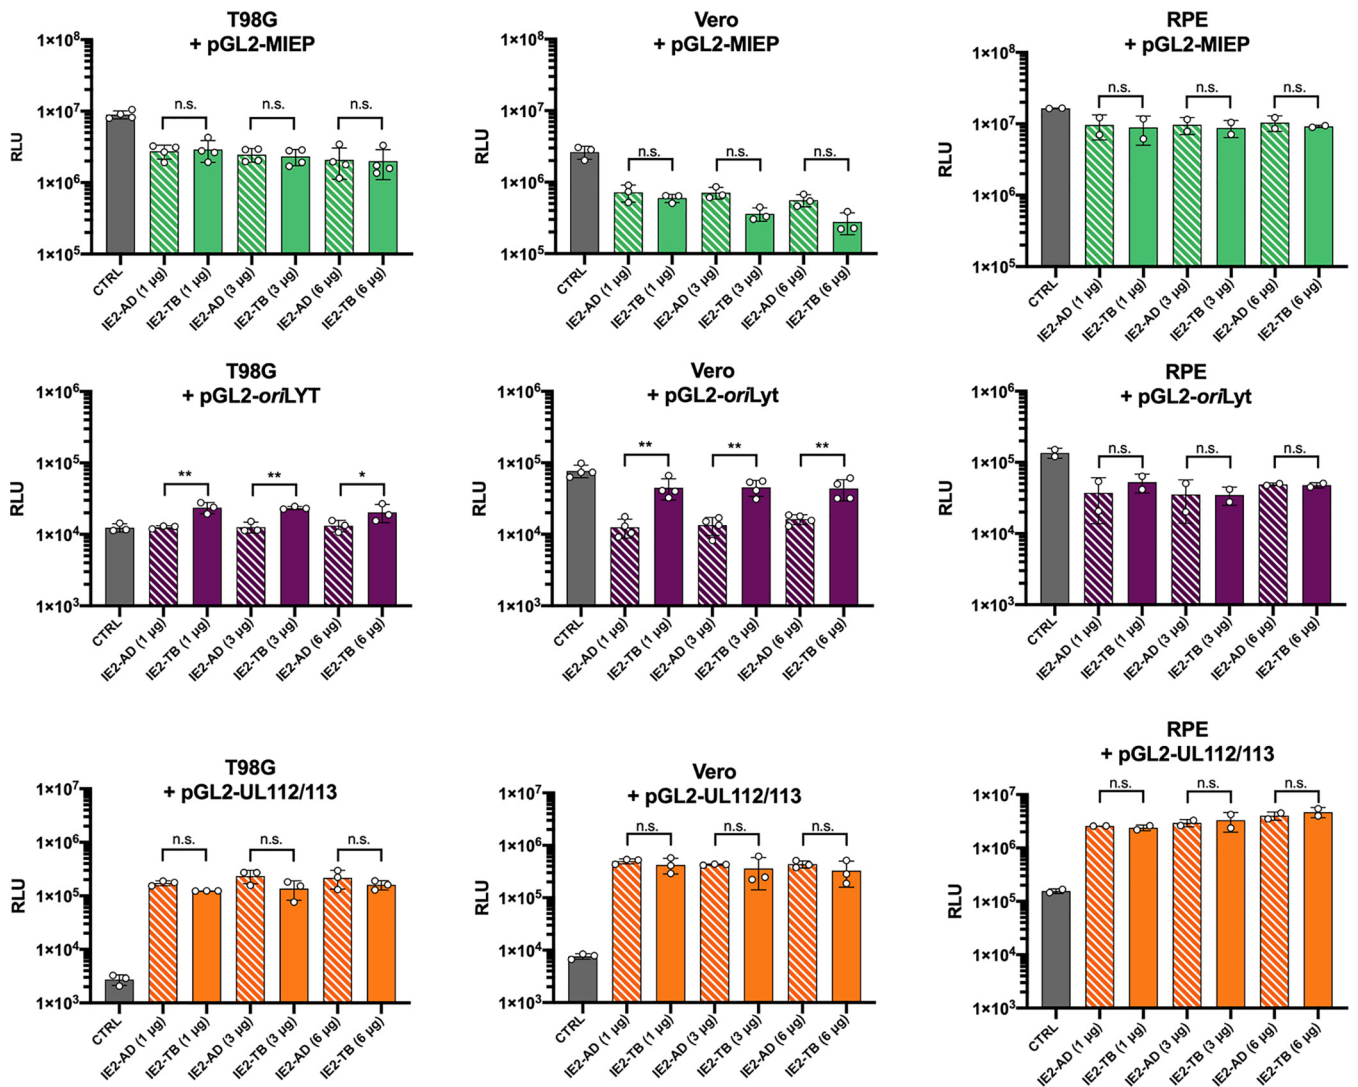 T98G
+ pGL2-MIEP
1×10⁸
1×10⁷
1×10⁶
1×10⁵
RLU
n.s.
n.s.
n.s.
CTRL
IE2-AD (1 µg)
IE2-TB (1 µg)
IE2-AD (3 µg)
IE2-TB (3 µg)
IE2-AD (6 µg)
IE2-TB (6 µg)
Vero
+ pGL2-MIEP
1×10⁸
1×10⁷
1×10⁶
1×10⁵
RLU
n.s.
n.s.
n.s.
CTRL
IE2-AD (1 µg)
IE2-TB (1 µg)
IE2-AD (3 µg)
IE2-TB (3 µg)
IE2-AD (6 µg)
IE2-TB (6 µg)
RPE
+ pGL2-MIEP
1×10⁸
1×10⁷
1×10⁶
1×10⁵
RLU
n.s.
n.s.
n.s.
CTRL
IE2-AD (1 µg)
IE2-TB (1 µg)
IE2-AD (3 µg)
IE2-TB (3 µg)
IE2-AD (6 µg)
IE2-TB (6 µg)
T98G
+ pGL2-oriLYT
1×10⁶
1×10⁵
1×10⁴
1×10³
RLU
**
**
*
CTRL
IE2-AD (1 µg)
IE2-TB (1 µg)
IE2-AD (3 µg)
IE2-TB (3 µg)
IE2-AD (6 µg)
IE2-TB (6 µg)
Vero
+ pGL2-oriLyt
1×10⁶
1×10⁵
1×10⁴
1×10³
RLU
**
**
**
CTRL
IE2-AD (1 µg)
IE2-TB (1 µg)
IE2-AD (3 µg)
IE2-TB (3 µg)
IE2-AD (6 µg)
IE2-TB (6 µg)
RPE
+ pGL2-oriLyt
1×10⁶
1×10⁵
1×10⁴
1×10³
RLU
n.s.
n.s.
n.s.
CTRL
IE2-AD (1 µg)
IE2-TB (1 µg)
IE2-AD (3 µg)
IE2-TB (3 µg)
IE2-AD (6 µg)
IE2-TB (6 µg)
T98G
+ pGL2-UL112/113
1×10⁷
1×10⁶
1×10⁵
1×10⁴
1×10³
RLU
n.s.
n.s.
n.s.
CTRL
IE2-AD (1 µg)
IE2-TB (1 µg)
IE2-AD (3 µg)
IE2-TB (3 µg)
IE2-AD (6 µg)
IE2-TB (6 µg)
Vero
+ pGL2-UL112/113
1×10⁷
1×10⁶
1×10⁵
1×10⁴
1×10³
RLU
n.s.
n.s.
n.s.
CTRL
IE2-AD (1 µg)
IE2-TB (1 µg)
IE2-AD (3 µg)
IE2-TB (3 µg)
IE2-AD (6 µg)
IE2-TB (6 µg)
RPE
+ pGL2-UL112/113
1×10⁷
1×10⁶
1×10⁵
1×10⁴
1×10³
RLU
n.s.
n.s.
n.s.
CTRL
IE2-AD (1 µg)
IE2-TB (1 µg)
IE2-AD (3 µg)
IE2-TB (3 µg)
IE2-AD (6 µg)
IE2-TB (6 µg)